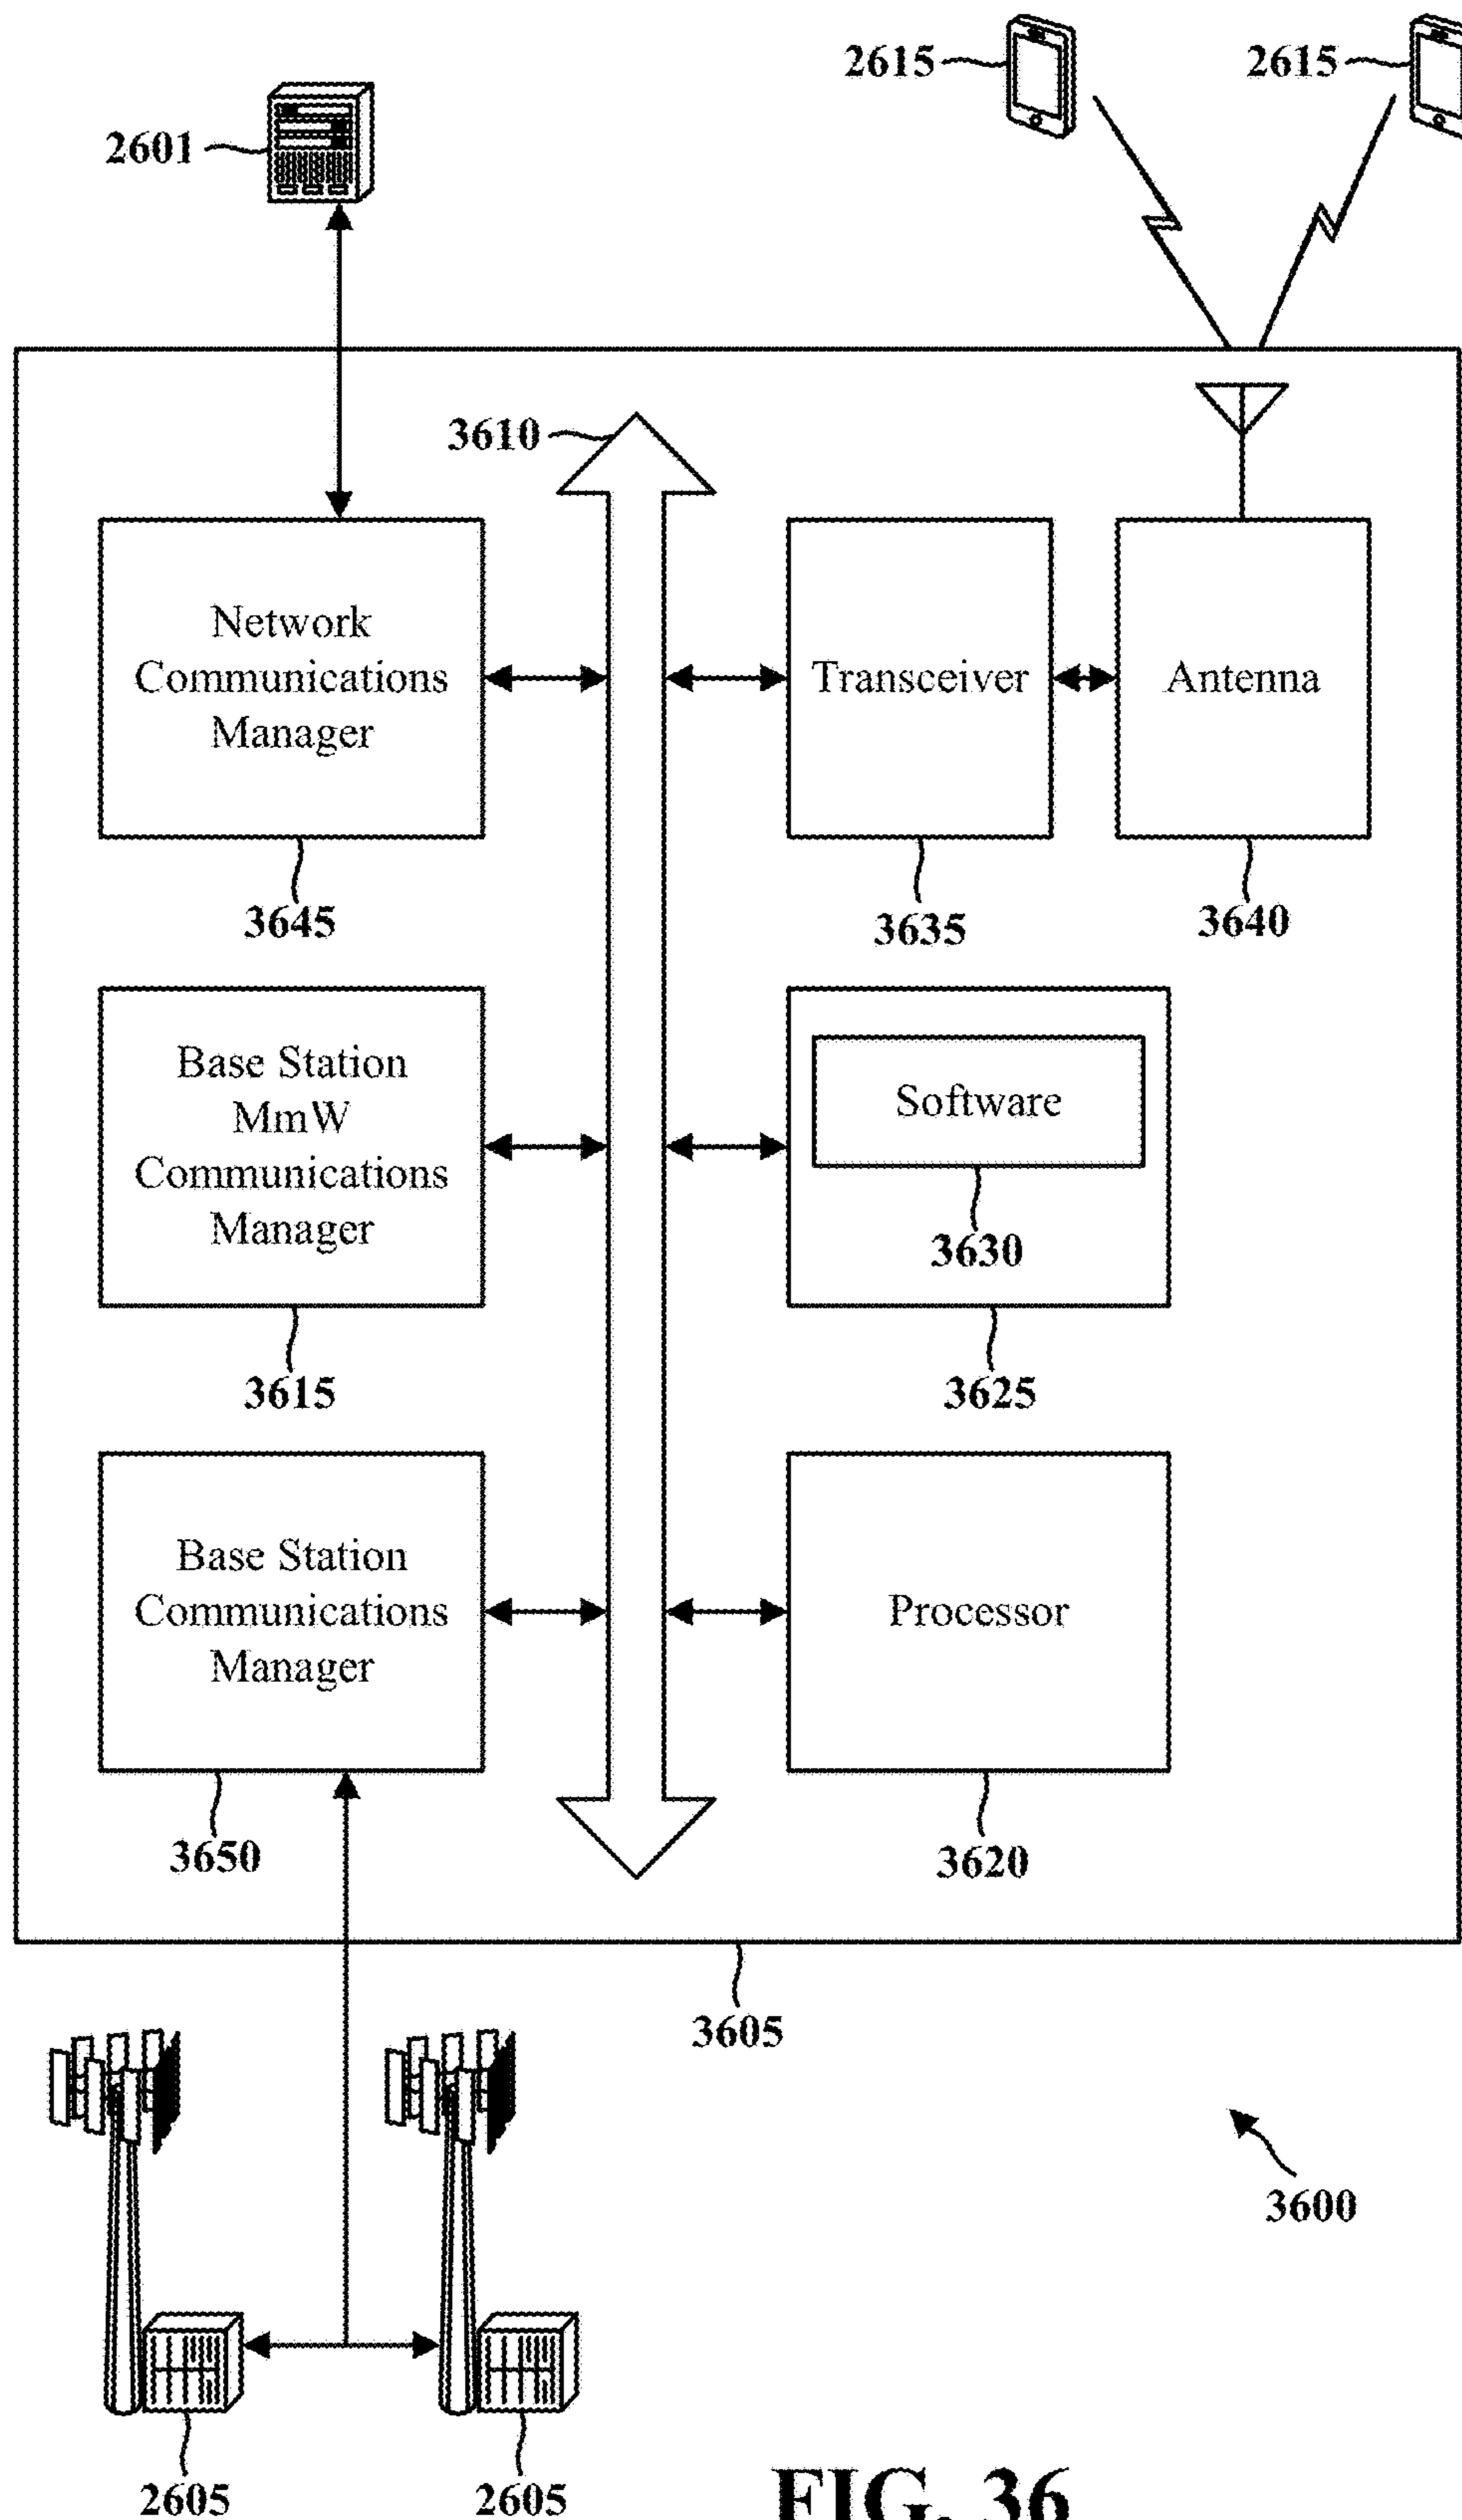 2615
2615
2601
3610
Network
Communications
Manager
Transceiver
Antenna
3645
3635
3640
Base Station
MmW
Communications
Manager
Software
3630
3615
3625
Base Station
Communications
Manager
Processor
3650
3620
3605
3600
2605
2605
FIG. 36